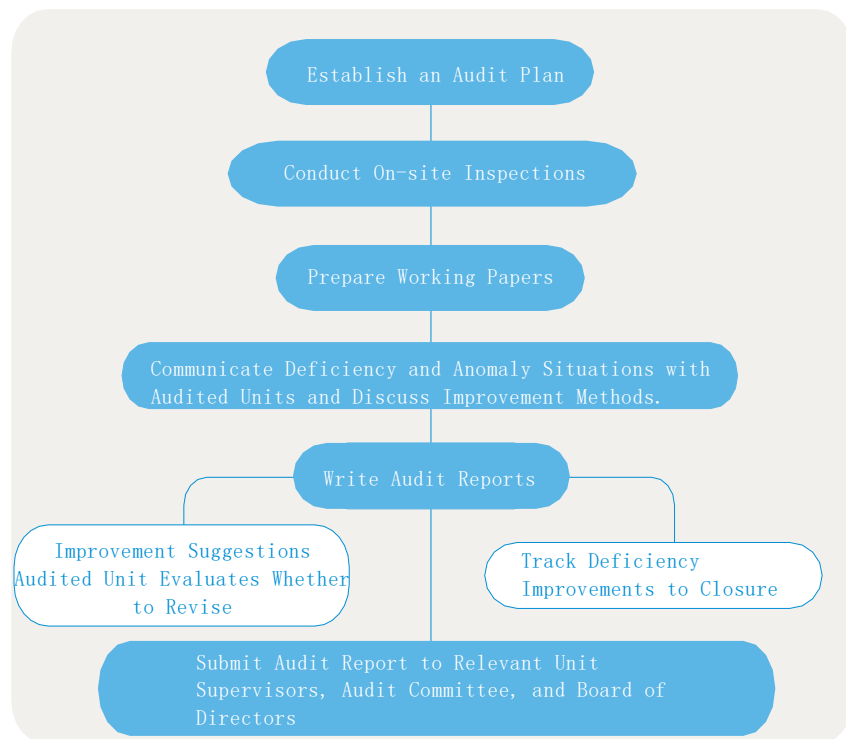 Establish an Audit Plan
Conduct On-site Inspections
Prepare Working Papers
Communicate Deficiency and Anomaly Situations with
Audited Units and Discuss Improvement Methods.
Write Audit Reports
Improvement Suggestions
Audited Unit Evaluates Whether
to Revise
Track Deficiency
Improvements to Closure
Submit Audit Report to Relevant Unit
Supervisors, Audit Committee, and Board of
Directors